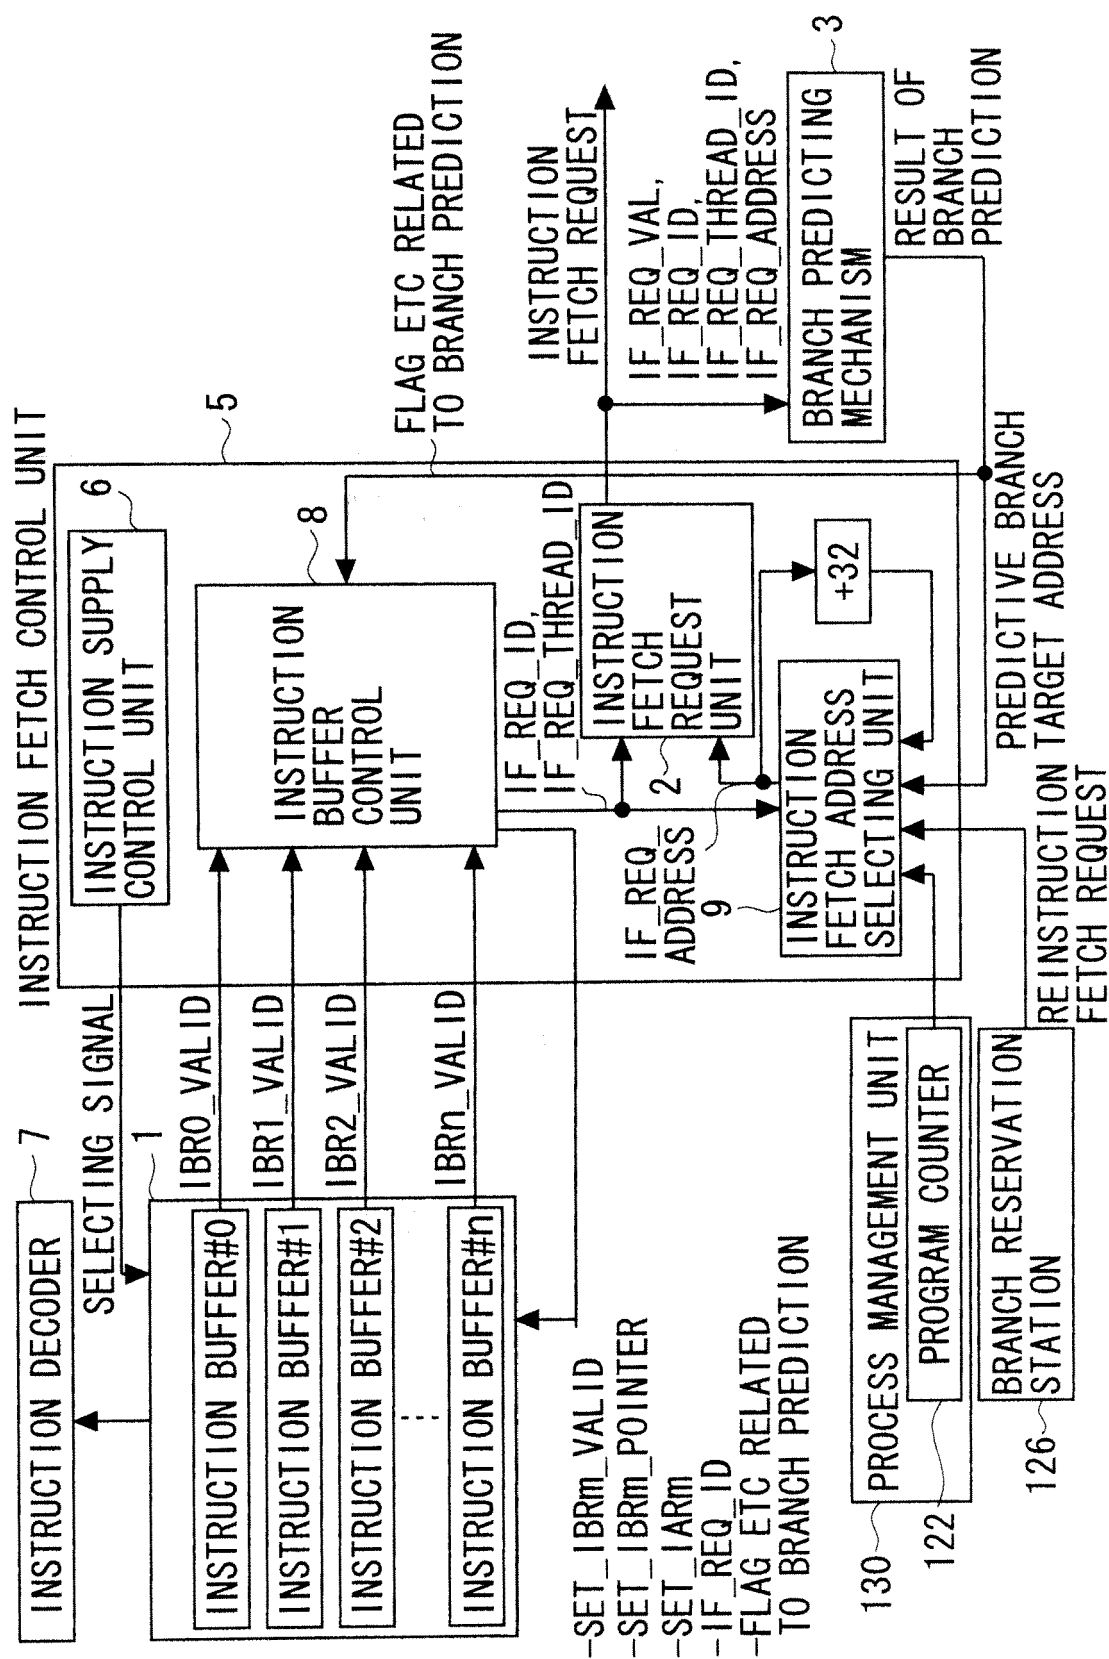 INSTRUCTION FETCH CONTROL UNIT
5
INSTRUCTION DECODER
7
SELECTING SIGNAL
INSTRUCTION SUPPLY
CONTROL UNIT
6
1
INSTRUCTION BUFFER#0
INSTRUCTION BUFFER#1
INSTRUCTION BUFFER#2
INSTRUCTION BUFFER#n
IBR0_VALID
IBR1_VALID
IBR2_VALID
IBRn_VALID
INSTRUCTION
BUFFER
CONTROL
UNIT
8
FLAG ETC RELATED
TO BRANCH PREDICTION
IF_REQ_ID,
IF_REQ_THREAD_ID
INSTRUCTION
FETCH
REQUEST
UNIT
2
INSTRUCTION
FETCH REQUEST
IF_REQ_VAL,
IF_REQ_ID,
IF_REQ_THREAD_ID,
IF_REQ_ADDRESS
BRANCH PREDICTING
MECHANISM
3
RESULT OF
BRANCH
PREDICTION
IF_REQ_
ADDRESS
9
INSTRUCTION
FETCH ADDRESS
SELECTING UNIT
+32
PREDICTIVE BRANCH
TARGET ADDRESS
REINSTRUCTION
FETCH REQUEST
-SET_IBRm_VALID
-SET_IBRm_POINTER
-SET_IARm
-IF_REQ_ID
-FLAG ETC RELATED
TO BRANCH PREDICTION
PROCESS MANAGEMENT UNIT
130
PROGRAM COUNTER
122
BRANCH RESERVATION
STATION
126